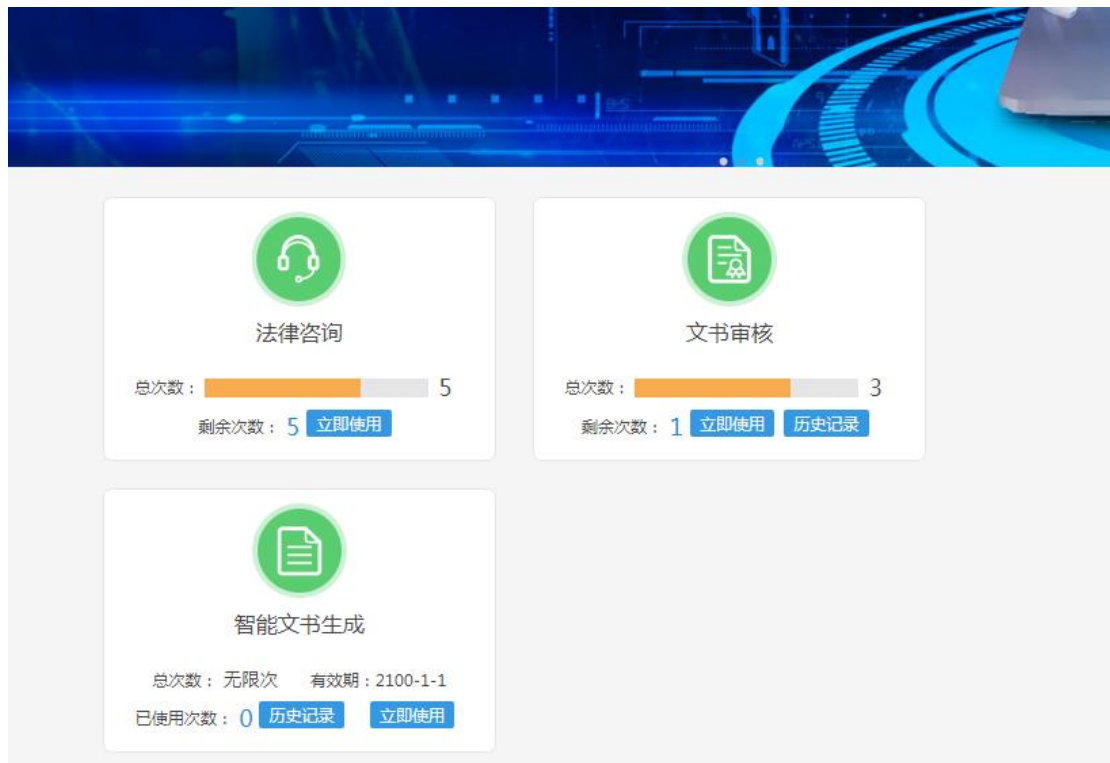 法律咨询
总次数： 5
剩余次数： 5 立即使用
文书审核
总次数： 3
剩余次数： 1 立即使用 历史记录
智能文书生成
总次数： 无限次 有效期：2100-1-1
已使用次数： 0 历史记录 立即使用